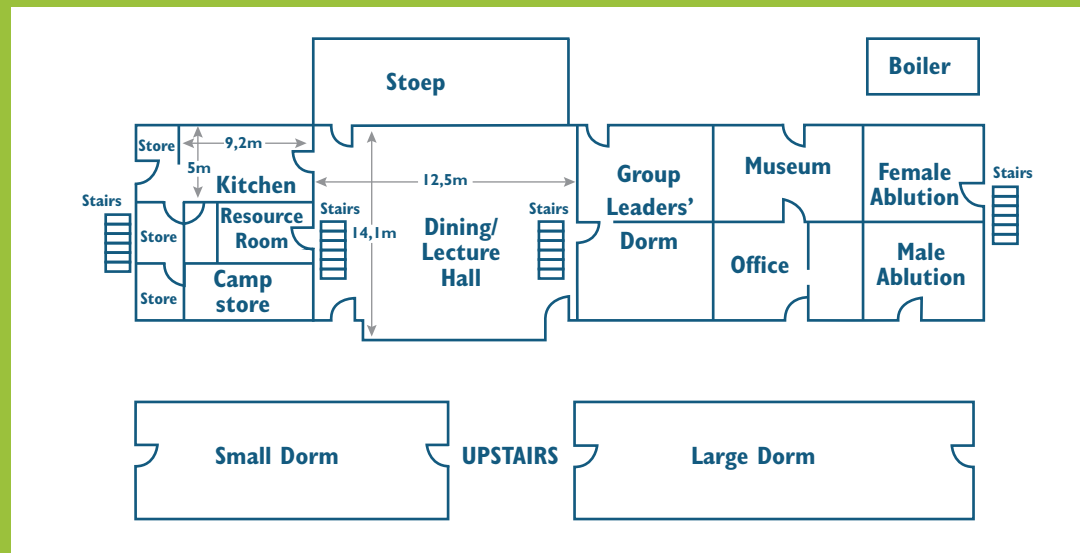 Stoep
Boiler
Store
9,2m
5m
Kitchen
Stairs
Store
Resource
Room
Stairs
Store
Camp
store
12,5m
14,1m
Dining/
Lecture
Hall
Stairs
Group
Leaders’
Dorm
Museum
Office
Female
Ablution
Male
Ablution
Stairs
Small Dorm
UPSTAIRS
Large Dorm